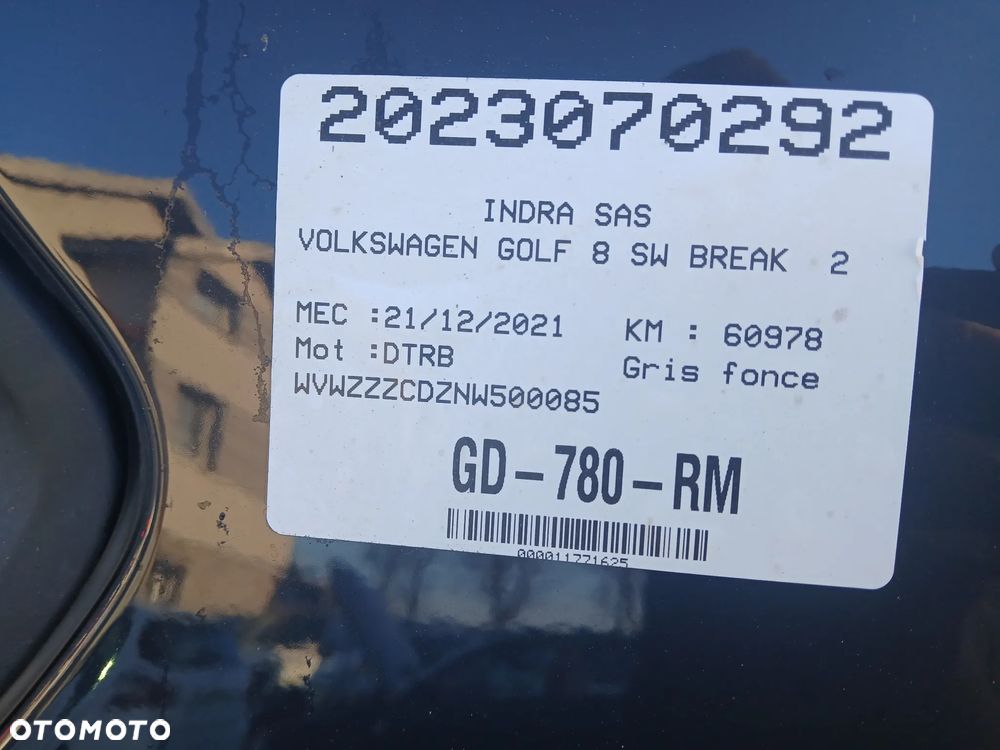 2023070292
INDRA SAS
VOLKSWAGEN GOLF 8 SW BREAK 2
MEC :21/12/2021 KM : 60978
Mot :DTRB Gris fonce
WVWZZZCDZNW500085
GD-780-RM
000011771625
OTOMOTO